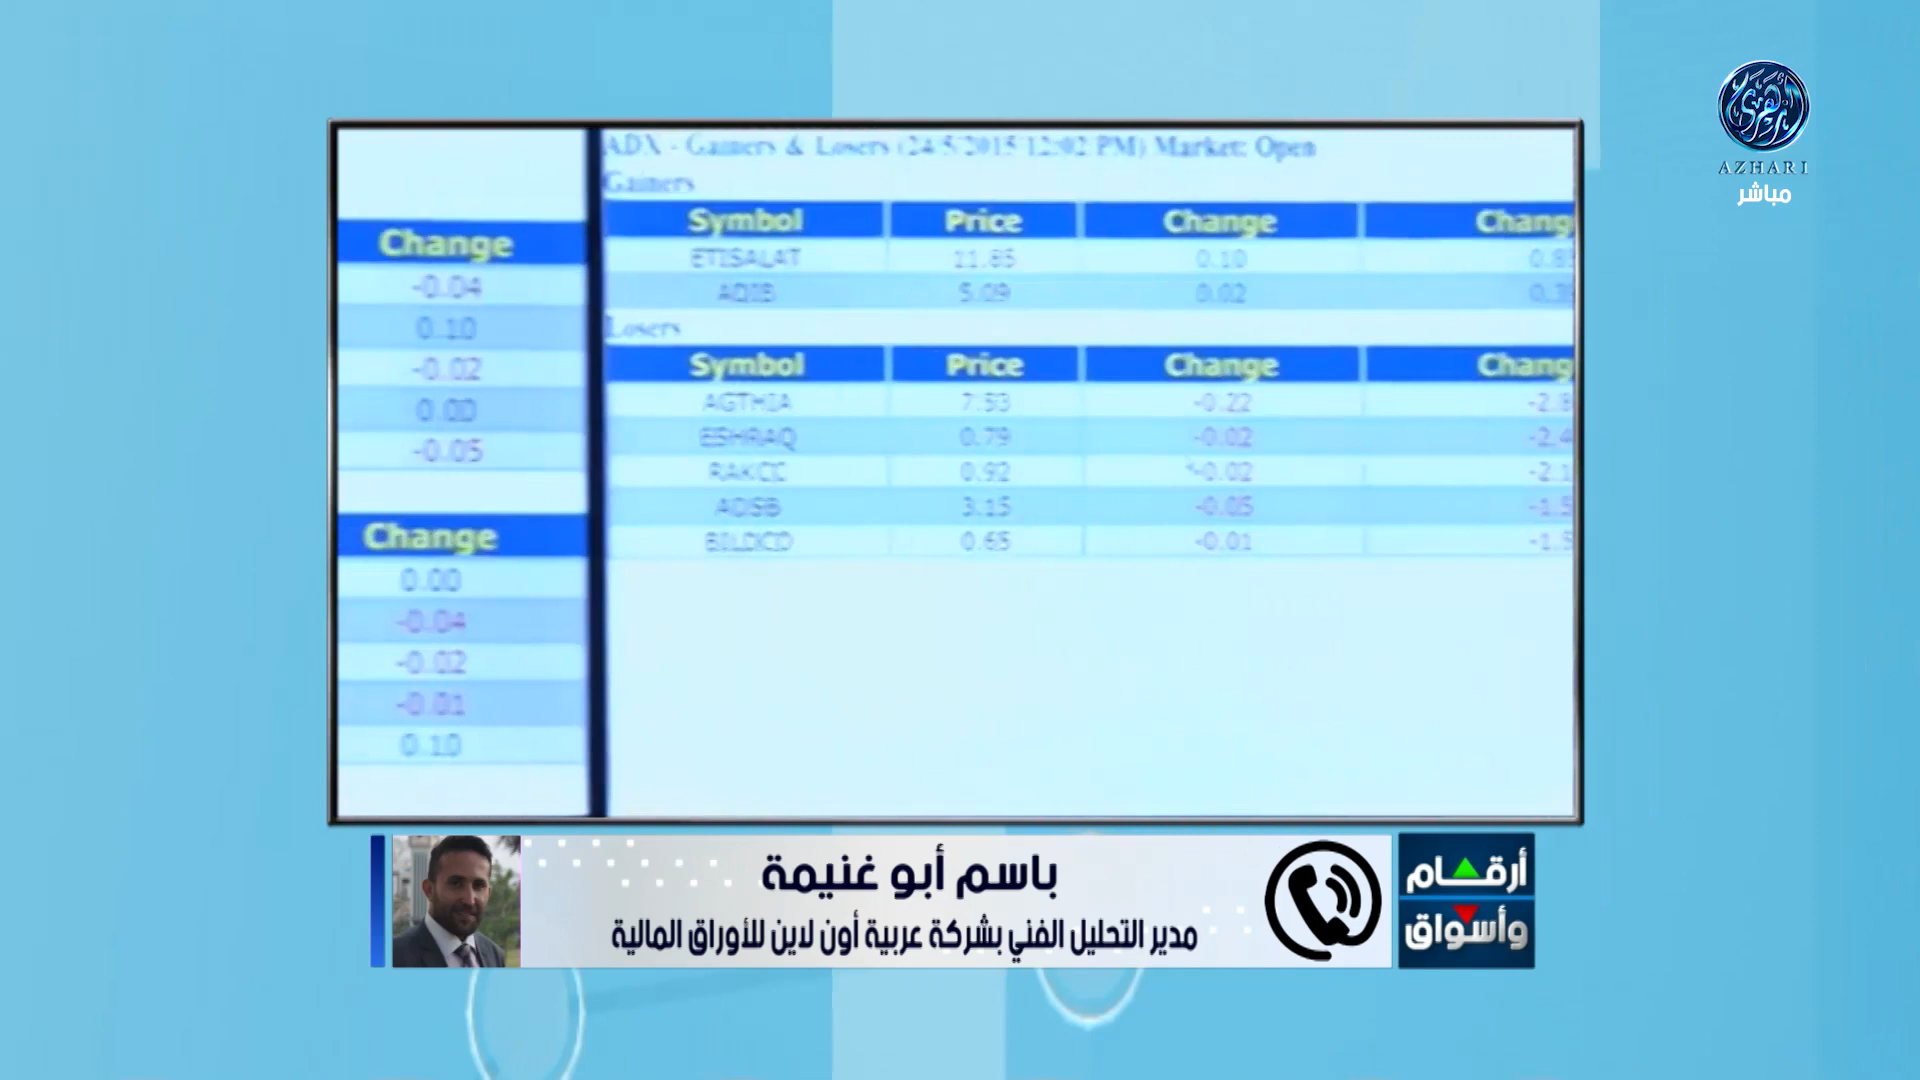 أزهري
AZHARI
مباشر
ADX - Gainers & Losers (24/5/2015 12:02 PM) Market: Open
Gainers
Symbol Price Change
ETISALAT 11.85 0.10
ADIB 5.09 0.02
Losers
Symbol Price Change
AGTHIA 7.53 -0.22
ESHRAQ 0.79 -0.02
RAKCC 0.92 -0.02
ADSB 3.15 -0.05
BILDCO 0.65 -0.01
Change
-0.04
0.10
-0.02
0.00
-0.05
Change
0.00
-0.04
-0.02
-0.01
0.10
أرقام
وأسواق
باسم أبو غنيمة
مدير التحليل الفني بشركة عربية أون لاين للأوراق المالية